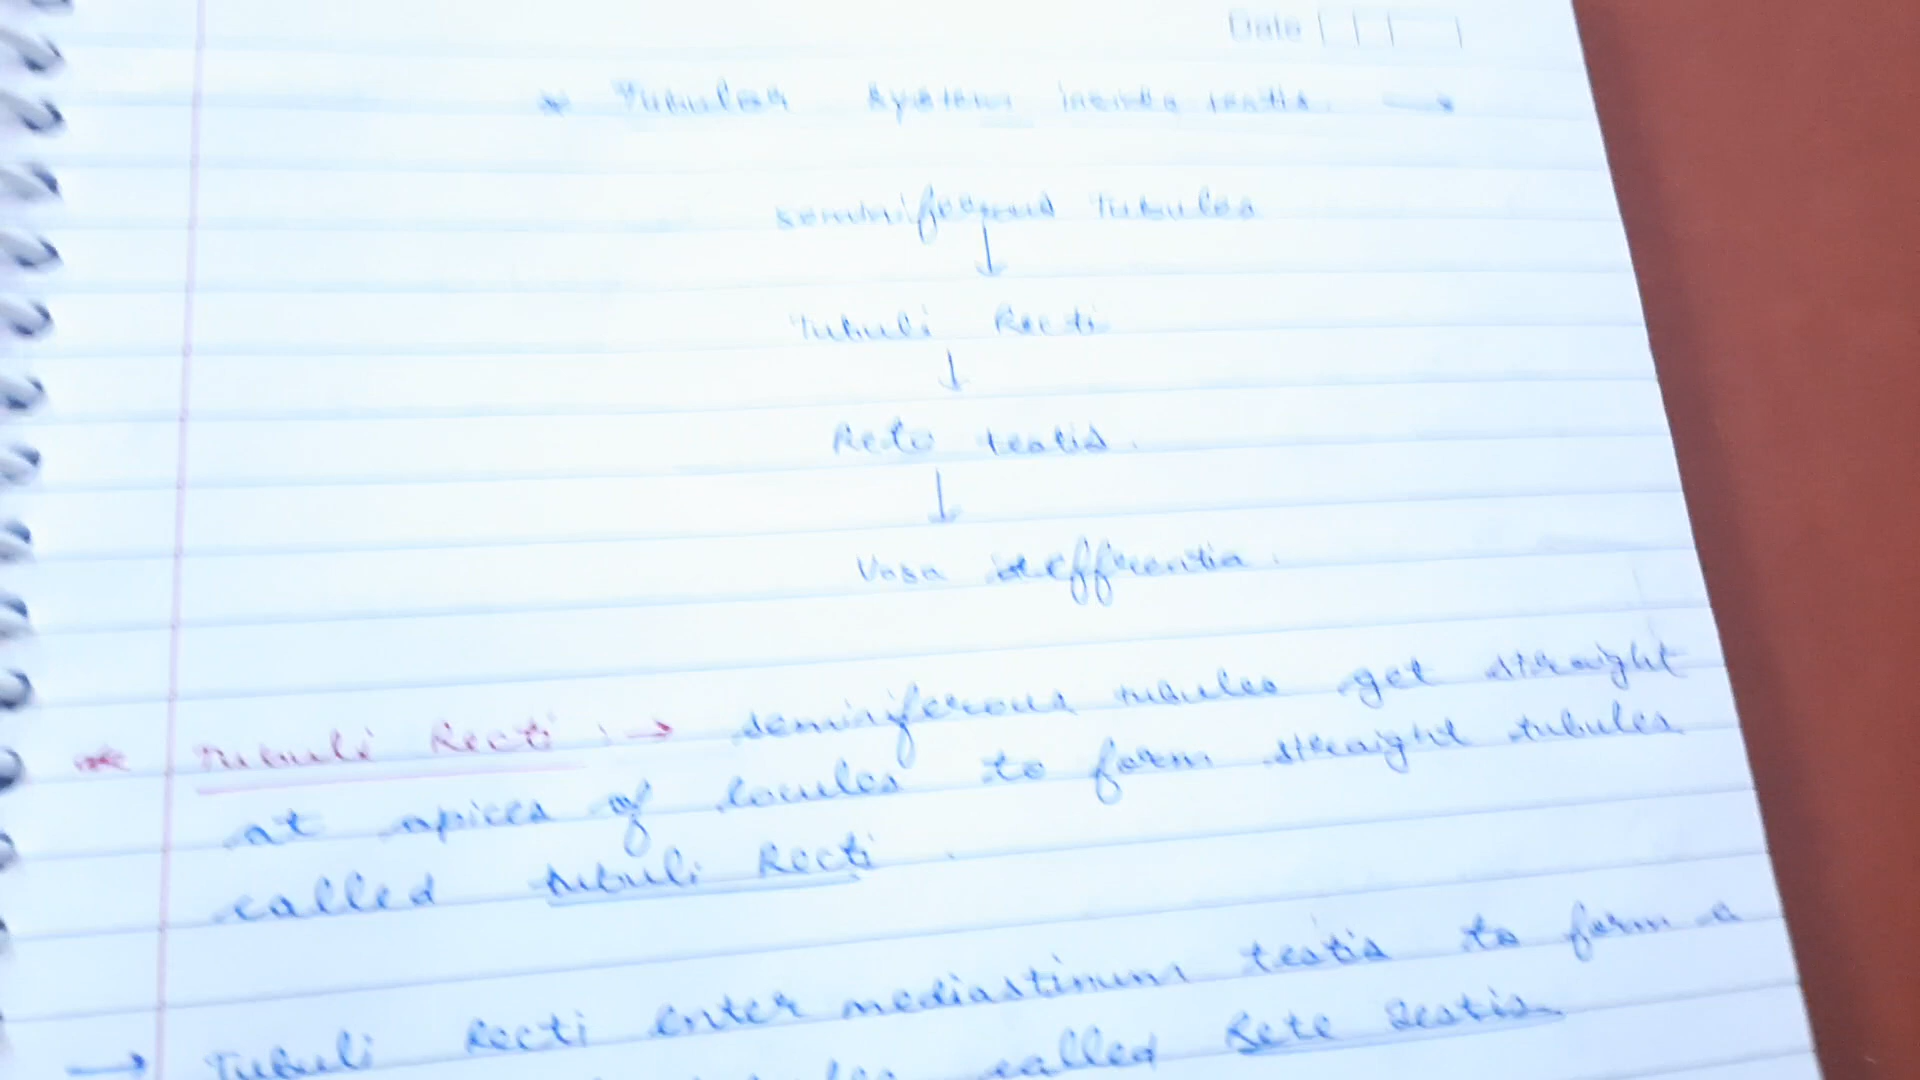 Date
* Tubular system inside testis. →
seminiferous Tubules
↓
Tubuli Recti
↓
Rete testis.
↓
Vasa efferentia.
* Tubuli Recti :→ seminiferous tubules get straight
at apices of locules to form straight tubules
called tubuli Recti.
→ Tubuli Recti enter mediastinum testis to form a
called Rete testis